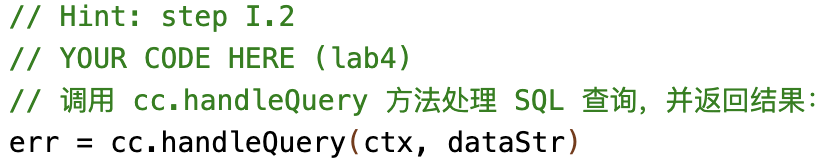 // Hint: step I.2
// YOUR CODE HERE (lab4)
// 调用 cc.handleQuery 方法处理 SQL 查询，并返回结果：
err = cc.handleQuery(ctx, dataStr)